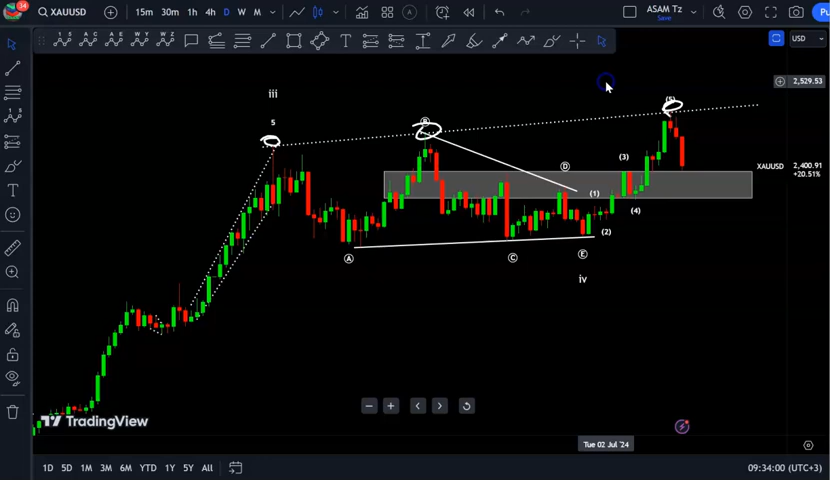 34
XAUUSD
15m 30m 1h 4h D W M
ASAM Tz
Save
Pu
USD
2,529.53
iii
5
B
(5)
(3)
XAUUSD 2,400.91
+20.51%
D
(1)
(4)
(2)
A
C
E
iv
TradingView
Tue 02 Jul '24
1D 5D 1M 3M 6M YTD 1Y 5Y All
09:34:00 (UTC+3)